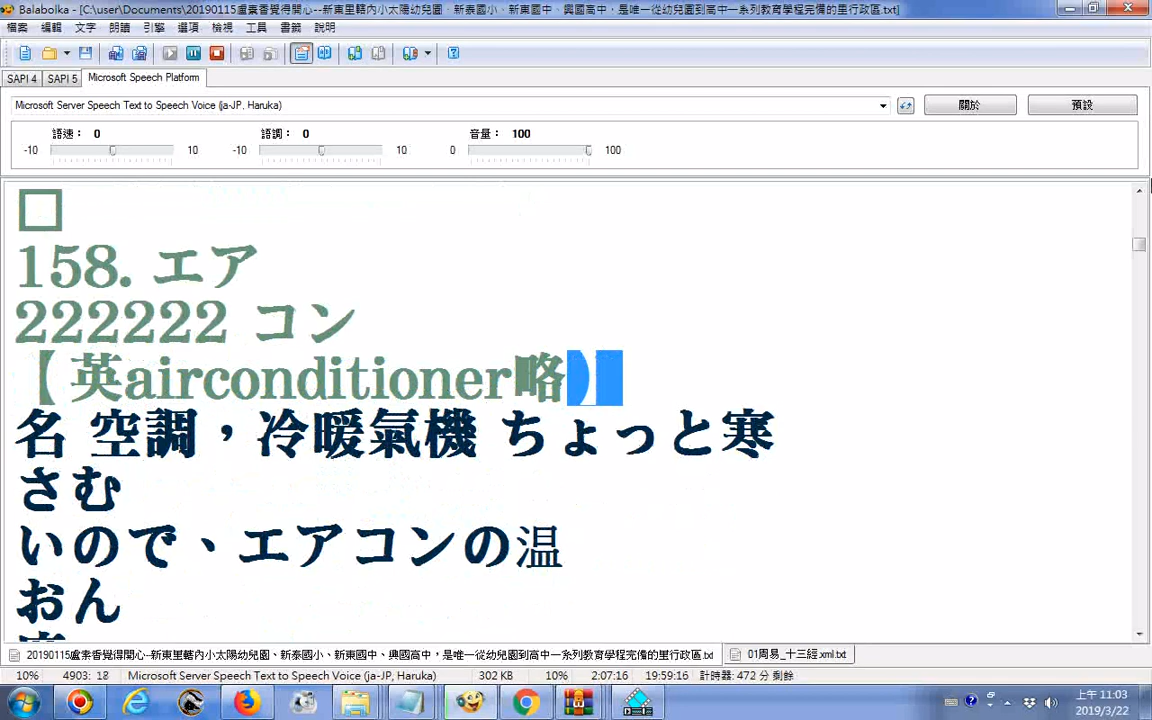 Balabolka - [C:\user\Documents\20190115盧素香覺得開心--新東里轄內小太陽幼兒園、新泰國小、新東國中、興國高中，是唯一從幼兒園到高中一系列教育學程完備的里行政區.txt]
檔案 編輯 文字 朗讀 引擎 選項 檢視 工具 書籤 說明
SAPI 4 SAPI 5 Microsoft Speech Platform
Microsoft Server Speech Text to Speech Voice (ja-JP, Haruka) 關於 預設
語速： 0 語調： 0 音量： 100
-10 10 -10 10 0 100
□
158. エア
222222 コン
【 英airconditioner略)
名 空調，冷暖氣機 ちょっと寒
さむ
いので、エアコンの温
おん
20190115盧素香覺得開心--新東里轄內小太陽幼兒園、新泰國小、新東國中、興國高中，是唯一從幼兒園到高中一系列教育學程完備的里行政區.txt 01周易_十三經.xml.txt
10% 4903: 18 Microsoft Server Speech Text to Speech Voice (ja-JP, Haruka) 302 KB 10% 2:07:16 19:59:16 計時器: 472 分 剩餘
上午 11:03
2019/3/22